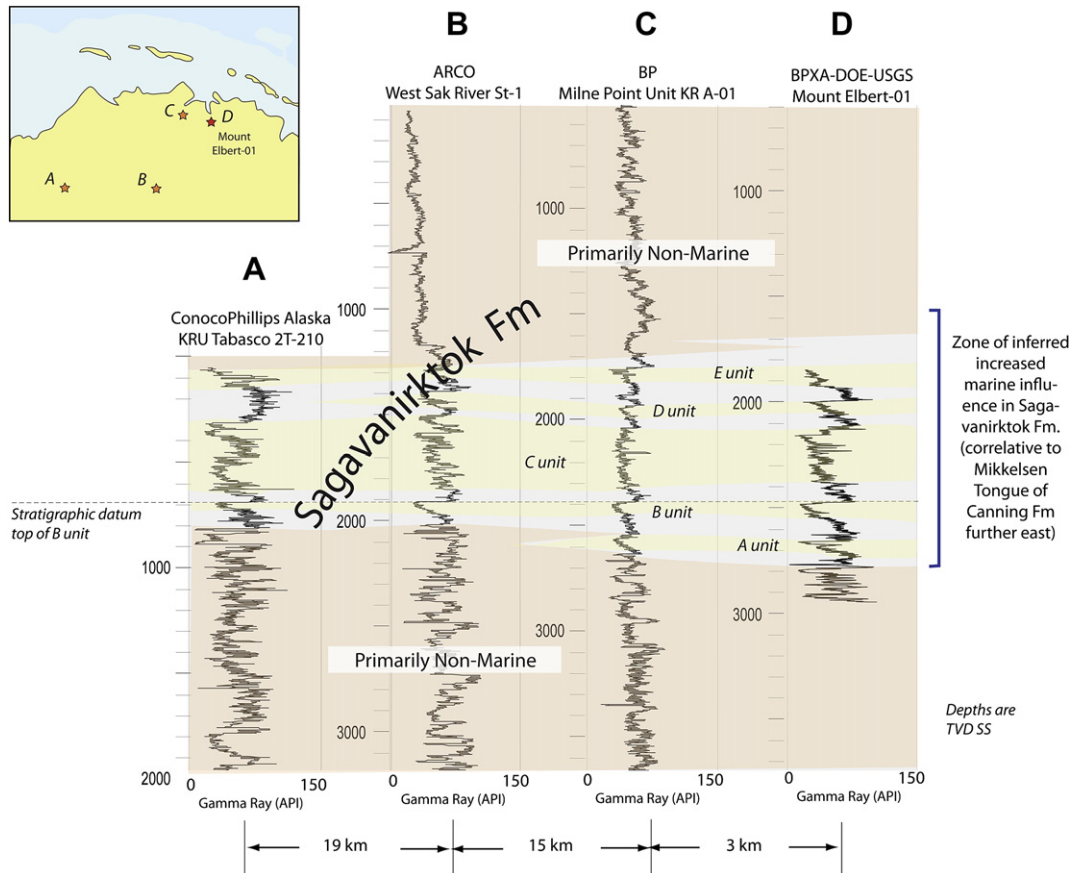 A
B
C
D
Mount
Elbert-01
B
C
D
ARCO
West Sak River St-1
BP
Milne Point Unit KR A-01
BPXA-DOE-USGS
Mount Elbert-01
A
ConocoPhillips Alaska
KRU Tabasco 2T-210
1000
1000
Primarily Non-Marine
1000
Sagavanirktok Fm
E unit
D unit
C unit
B unit
A unit
2000
2000
2000
Stratigraphic datum
top of B unit
1000
3000
3000
3000
2000
Primarily Non-Marine
Zone of inferred
increased
marine influ-
ence in Saga-
vanirktok Fm.
(correlative to
Mikkelsen
Tongue of
Canning Fm
further east)
Depths are
TVD SS
0 150
Gamma Ray (API)
0 150
Gamma Ray (API)
0 150
Gamma Ray (API)
0 150
Gamma Ray (API)
19 km
15 km
3 km